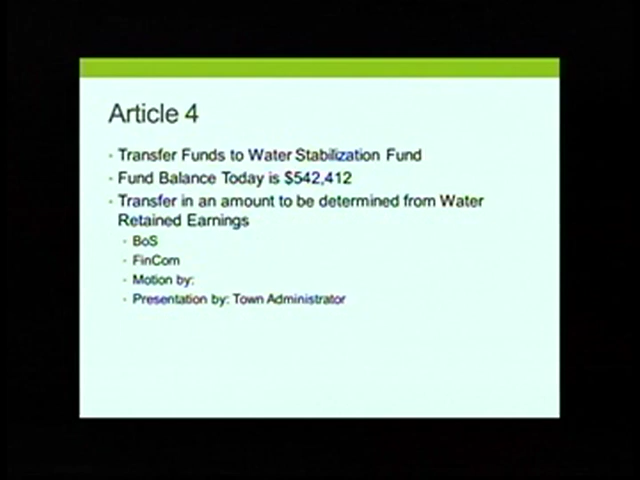 Article 4
Transfer Funds to Water Stabilization Fund
Fund Balance Today is $542,412
Transfer in an amount to be determined from Water
Retained Earnings
BoS
FinCom
Motion by:
Presentation by: Town Administrator